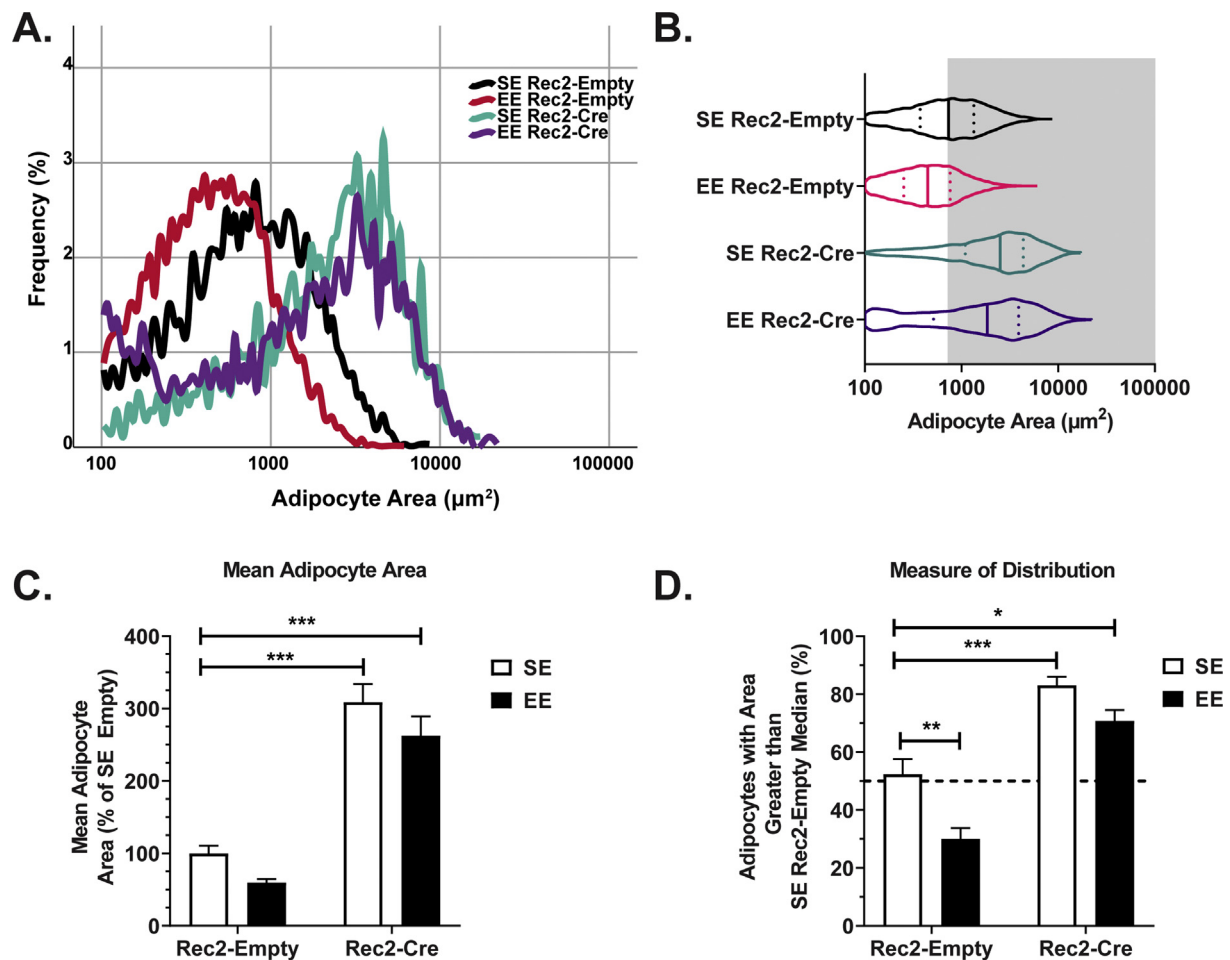 A.
4
3
2
1
0
Frequency (%)
SE Rec2-Empty
EE Rec2-Empty
SE Rec2-Cre
EE Rec2-Cre
100 1000 10000 100000
Adipocyte Area (µm²)
B.
SE Rec2-Empty
EE Rec2-Empty
SE Rec2-Cre
EE Rec2-Cre
100 1000 10000 100000
Adipocyte Area (µm²)
C.
Mean Adipocyte Area
Mean Adipocyte
Area (% of SE Empty)
400
300
200
100
0
***
***
SE
EE
Rec2-Empty Rec2-Cre
D.
Measure of Distribution
Adipocytes with Area
Greater than
SE Rec2-Empty Median (%)
100
80
60
40
20
0
*
***
**
SE
EE
Rec2-Empty Rec2-Cre